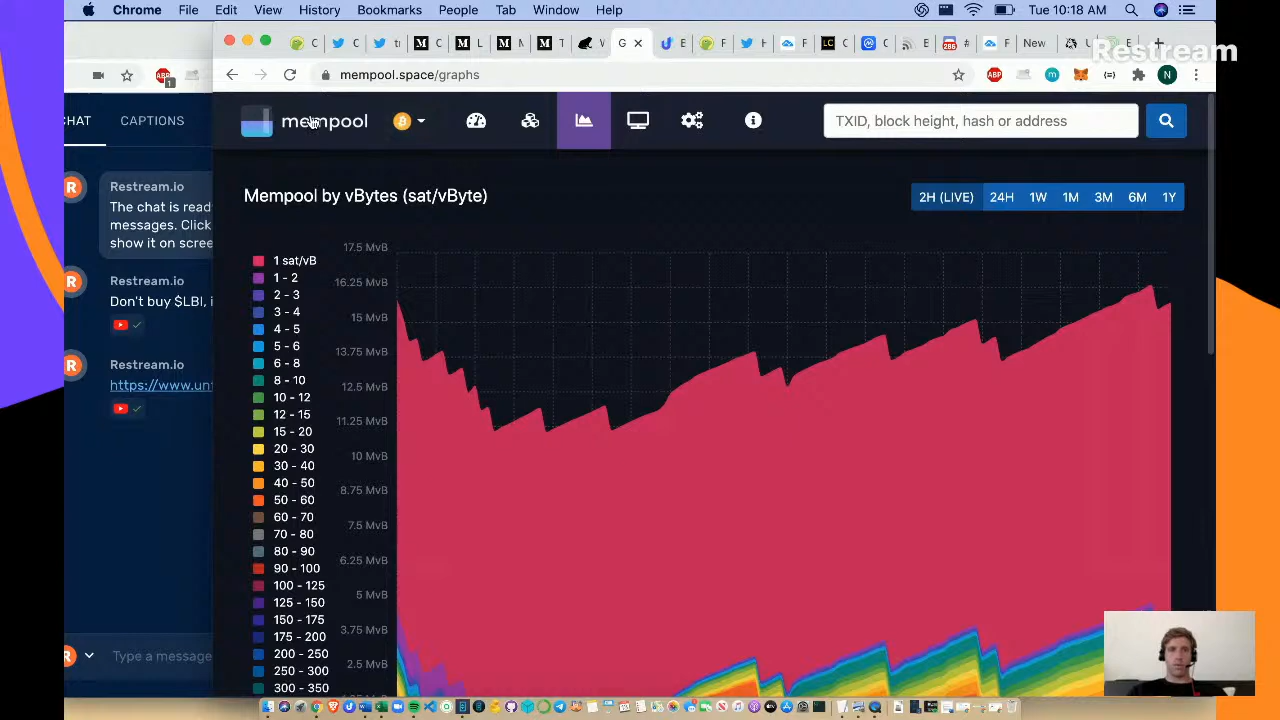 Chrome File Edit View History Bookmarks People Tab Window Help Tue 10:18 AM
Restream
mempool.space/graphs
CHAT CAPTIONS
mempool
TXID, block height, hash or address
Restream.io
The chat is read
messages. Click
show it on scree
Restream.io
Don't buy $LBI, i
Restream.io
https://www.un
Type a message
Mempool by vBytes (sat/vByte)
2H (LIVE) 24H 1W 1M 3M 6M 1Y
1 sat/vB
1 - 2
2 - 3
3 - 4
4 - 5
5 - 6
6 - 8
8 - 10
10 - 12
12 - 15
15 - 20
20 - 30
30 - 40
40 - 50
50 - 60
60 - 70
70 - 80
80 - 90
90 - 100
100 - 125
125 - 150
150 - 175
175 - 200
200 - 250
250 - 300
300 - 350
17.5 MvB
16.25 MvB
15 MvB
13.75 MvB
12.5 MvB
11.25 MvB
10 MvB
8.75 MvB
7.5 MvB
6.25 MvB
5 MvB
3.75 MvB
2.5 MvB